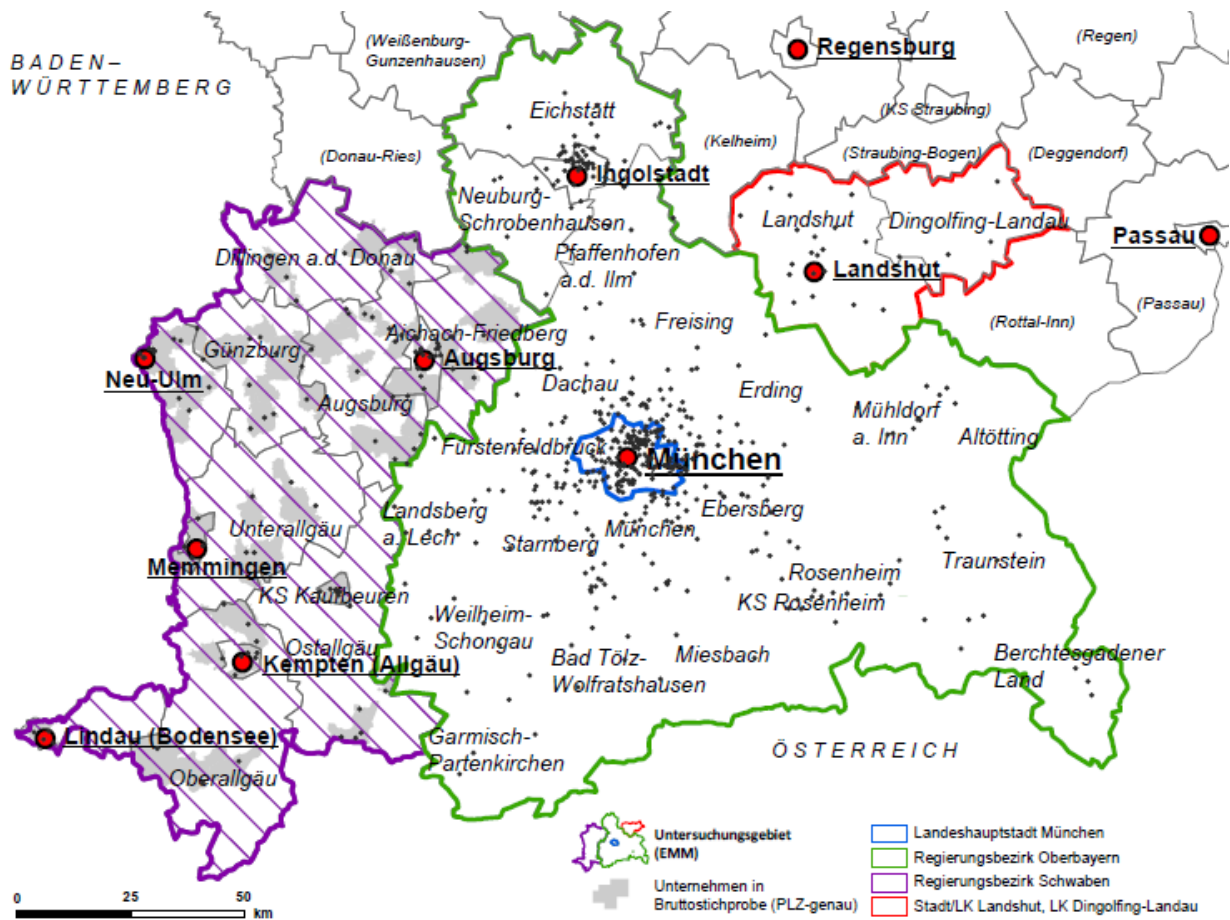 BADEN–
WÜRTTEMBERG
(Weißenburg-
Gunzenhausen)
Regensburg
(Regen)
Eichstätt
(KS Straubing)
(Kelheim)
(Donau-Ries)
(Straubing-Bogen)
(Deggendorf)
Ingolstadt
Neuburg-
Schrobenhausen
Landshut
Dingolfing-Landau
Passau
Dillingen a.d. Donau
Pfaffenhofen
a.d. Ilm
Landshut
(Passau)
Aichach-Friedberg
Freising
(Rottal-Inn)
Günzburg
Augsburg
Neu-Ulm
Dachau
Erding
Augsburg
Mühldorf
a. Inn
Altötting
Fürstenfeldbruck
München
Landsberg
a. Lech
Ebersberg
Unterallgäu
München
Starnberg
Memmingen
Traunstein
KS Kaufbeuren
Rosenheim
KS Rosenheim
Weilheim-
Schongau
Ostallgäu
Kempten (Allgäu)
Bad Tölz-
Wolfratshausen
Miesbach
Berchtesgadener
Land
Lindau (Bodensee)
Garmisch-
Partenkirchen
ÖSTERREICH
Oberallgäu
Untersuchungsgebiet
(EMM)
Unternehmen in
Bruttostichprobe (PLZ-genau)
Landeshauptstadt München
Regierungsbezirk Oberbayern
Regierungsbezirk Schwaben
Stadt/LK Landshut, LK Dingolfing-Landau
0 25 50
km